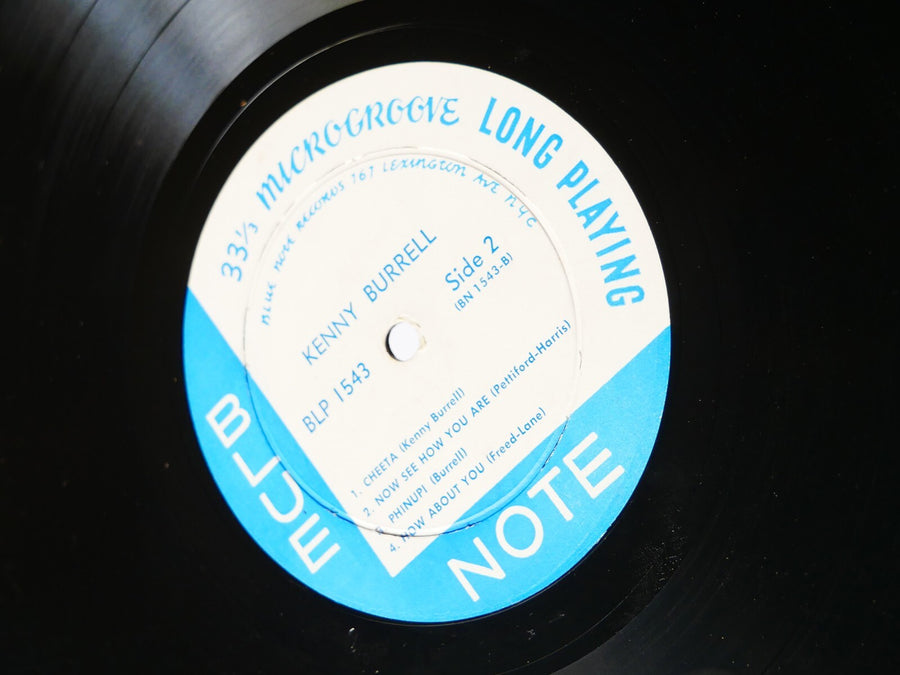 33⅓ MICROGROOVE LONG PLAYING
BLUE NOTE RECORDS 767 LEXINGTON AVE NYC
KENNY BURRELL
Side 2
(BN 1543-B)
BLP 1543
1. CHEETA (Kenny Burrell)
2. NOW SEE HOW YOU ARE (Pettiford-Harris)
3. PHINUPI (Burrell)
4. HOW ABOUT YOU (Freed-Lane)
BLUE
NOTE